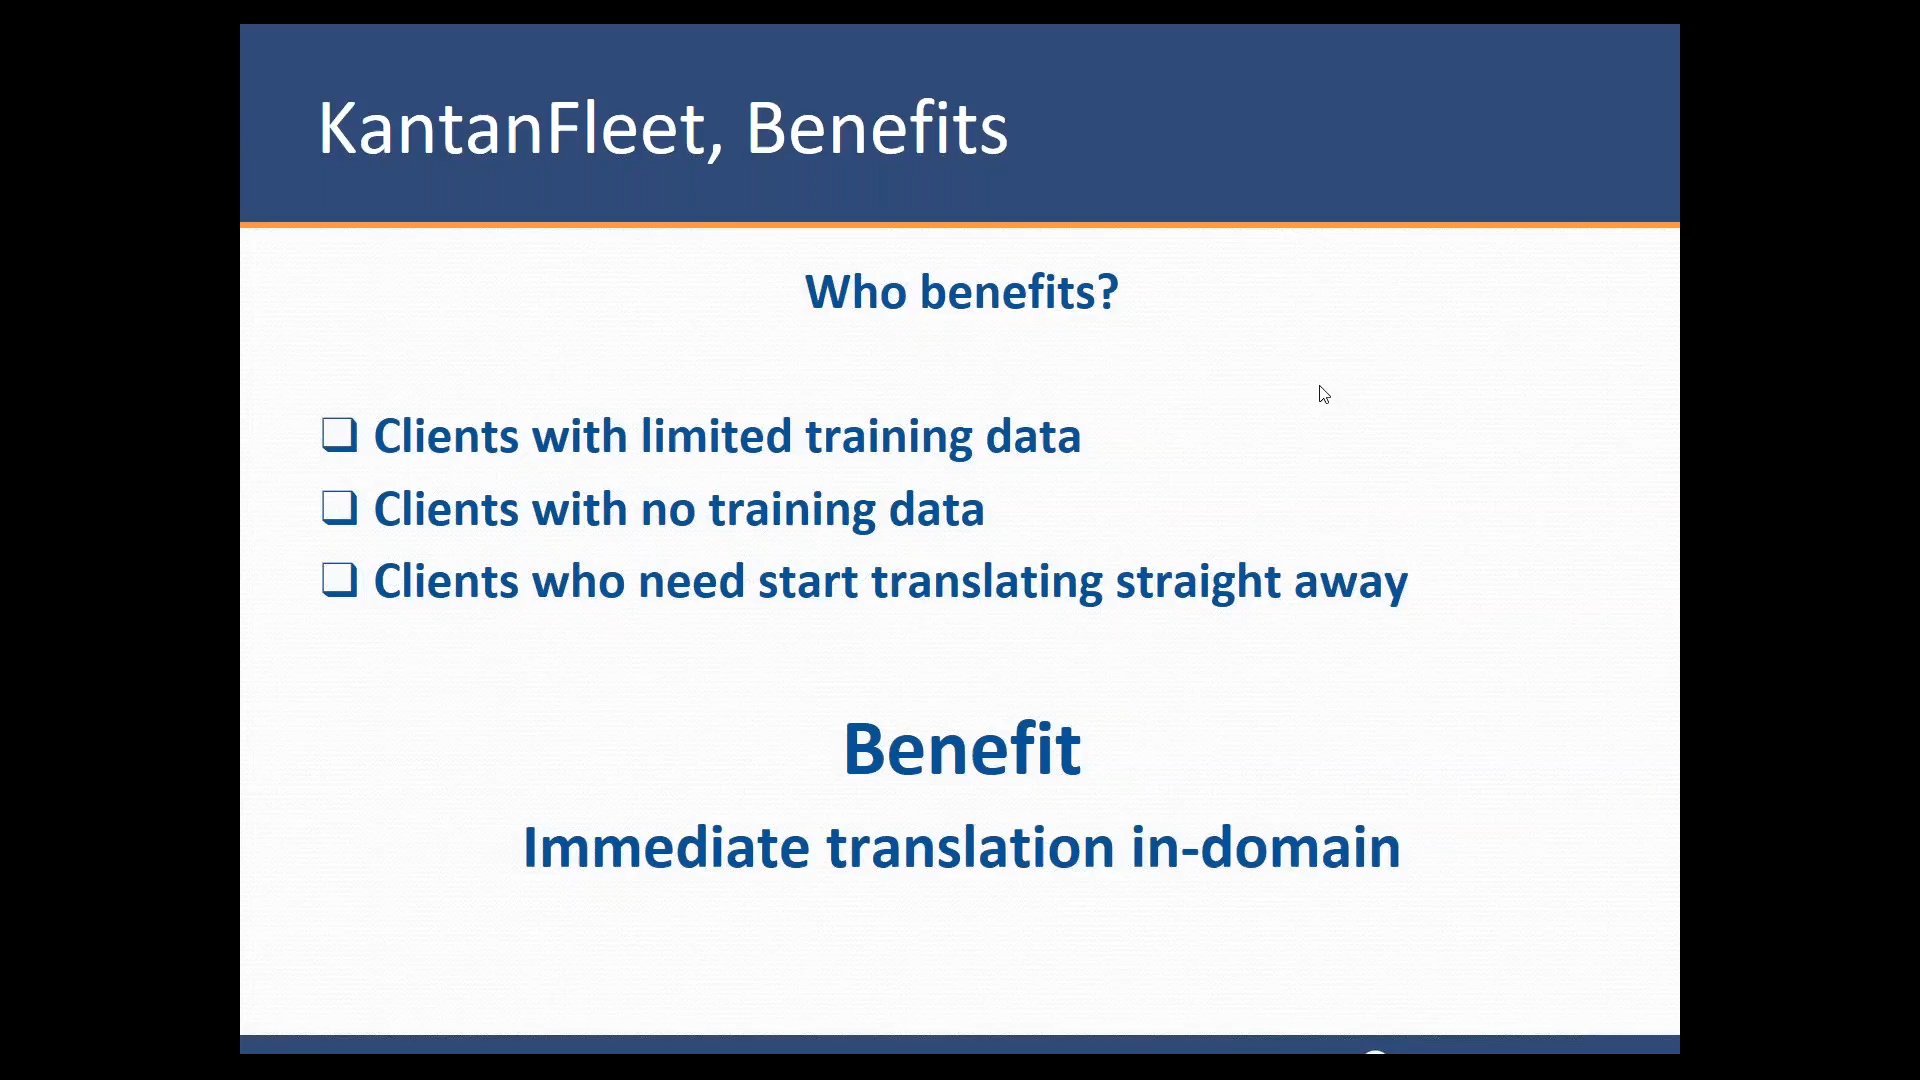 KantanFleet, Benefits
Who benefits?
❑ Clients with limited training data
❑ Clients with no training data
❑ Clients who need start translating straight away
Benefit
Immediate translation in-domain